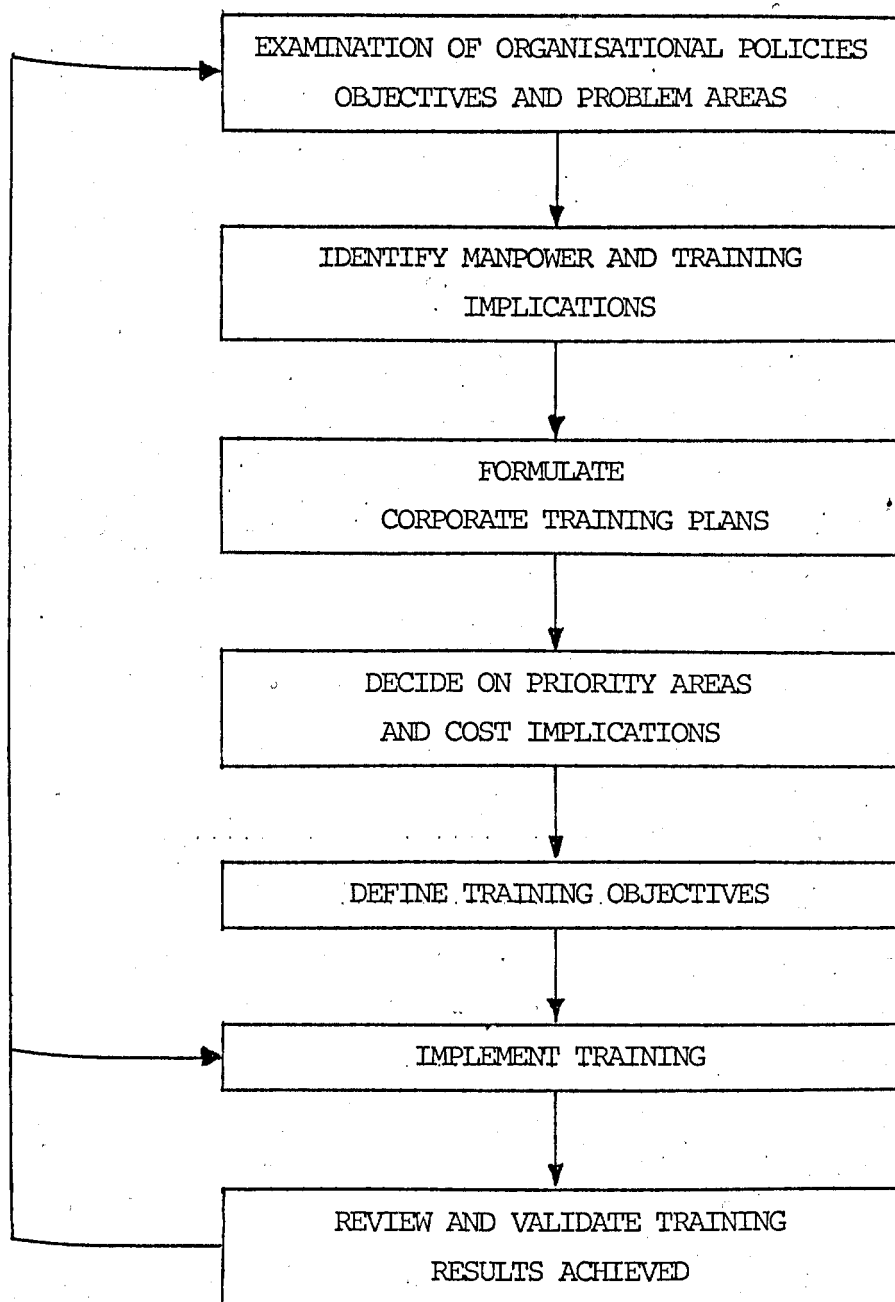 EXAMINATION OF ORGANISATIONAL POLICIES
OBJECTIVES AND PROBLEM AREAS
IDENTIFY MANPOWER AND TRAINING
IMPLICATIONS
FORMULATE
CORPORATE TRAINING PLANS
DECIDE ON PRIORITY AREAS
AND COST IMPLICATIONS
DEFINE TRAINING OBJECTIVES
IMPLEMENT TRAINING
REVIEW AND VALIDATE TRAINING
RESULTS ACHIEVED